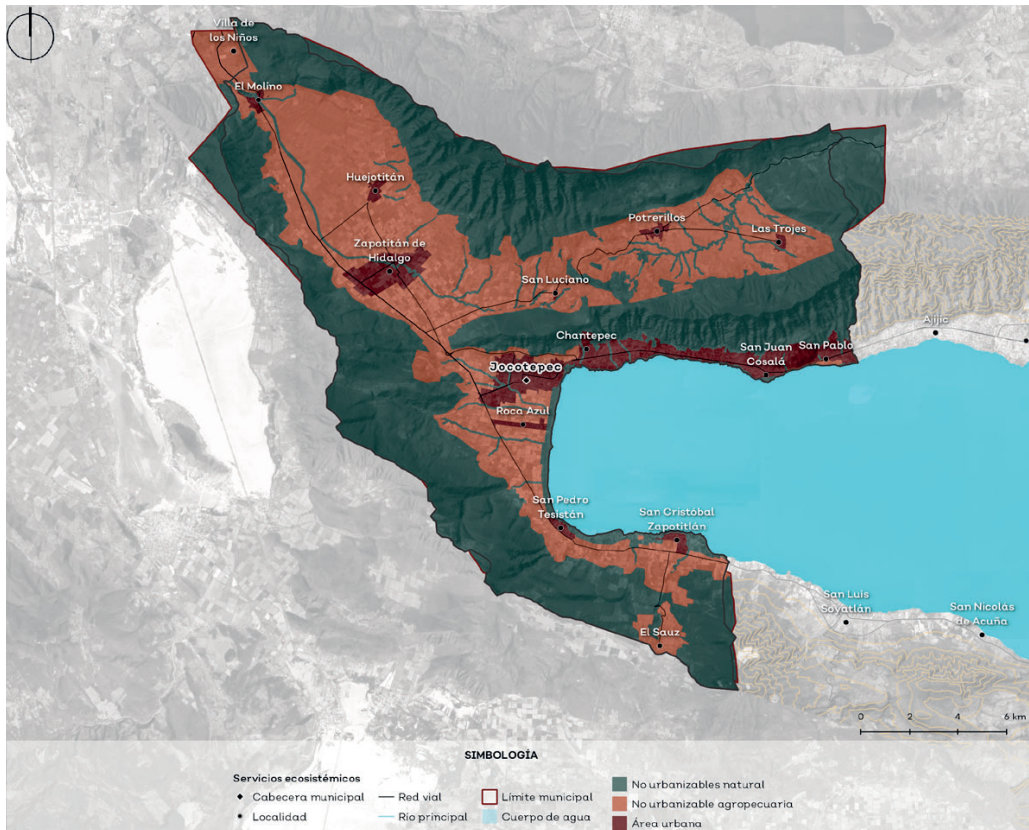 Villa de
los Niños
El Molíno
Huejotitán
Potrerillos
Las Trojes
Zapotitán de
Hidalgo
San Luciano
Ajijic
Chantepec
San Juan
Cosalá
San Pablo
Jocotepec
Roca Azul
San Pedro
Tesistán
San Cristóbal
Zapotitlán
San Luis
Soyatlán
San Nicolas
de Acuña
El Sauz
0 2 4 6 km
SIMBOLOGÍA
Servicios ecosistémicos
Cabecera municipal
Localidad
Red vial
Río principal
Límite municipal
Cuerpo de agua
No urbanizables natural
No urbanizable agropecuaria
Área urbana